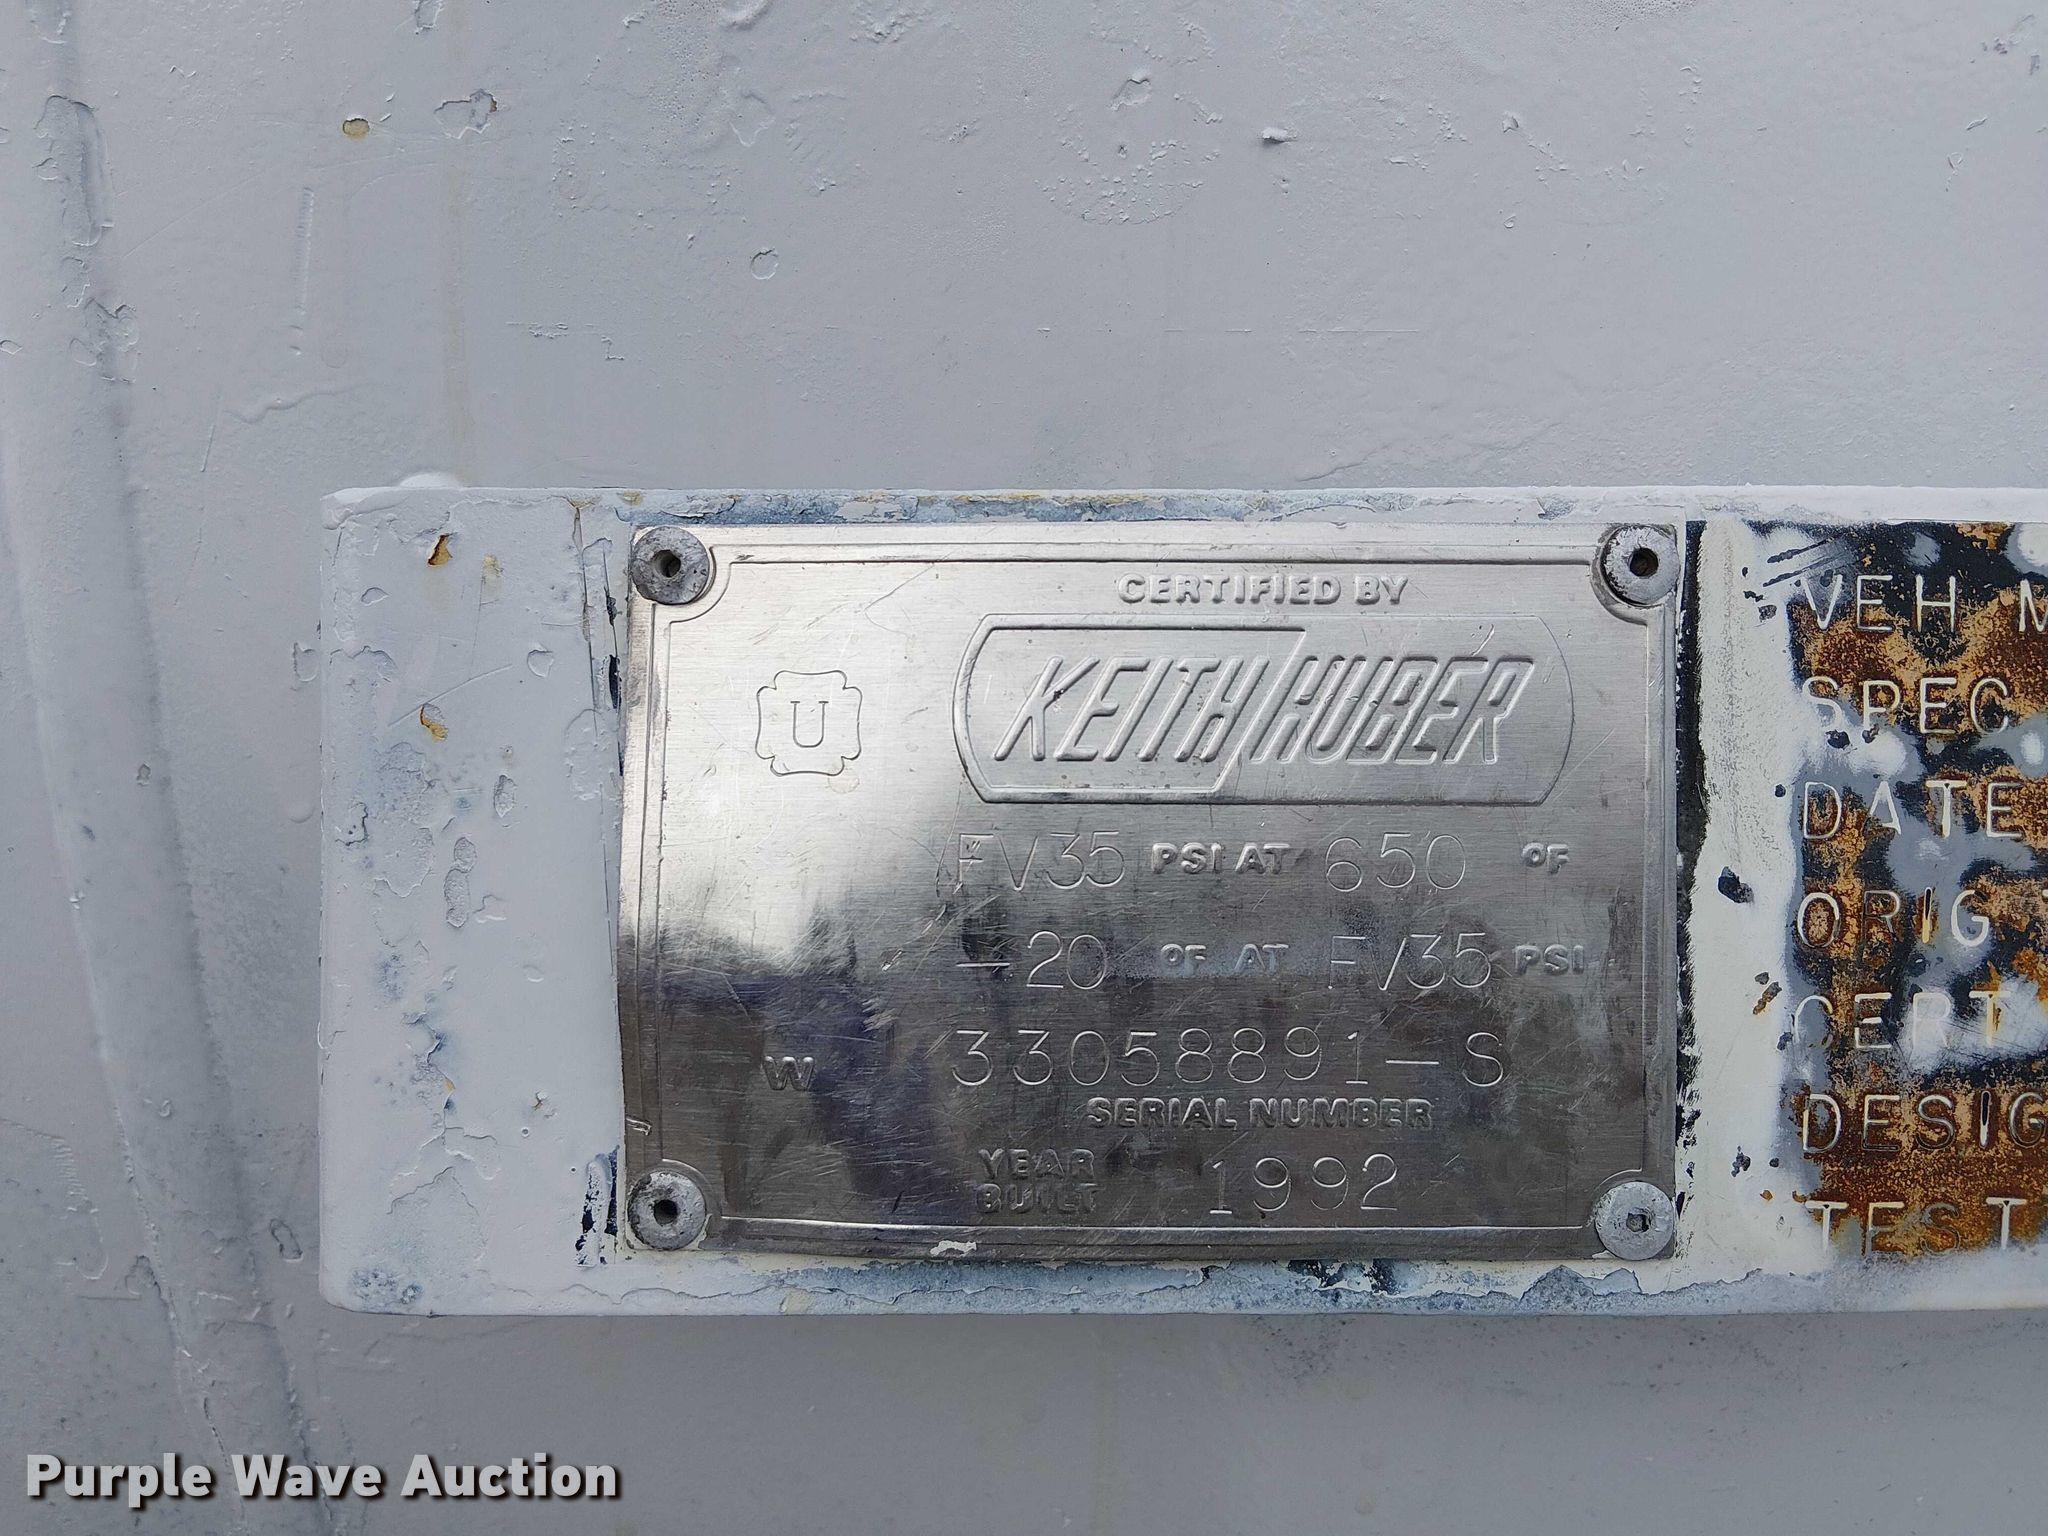 CERTIFIED BY
U
KEITH HUBER
FV35 PSI AT 650 °F
-20 °F AT FV35 PSI
W 33058891-S
SERIAL NUMBER
YEAR BUILT 1992
VEH M
SPEC
DATE
ORIG T
CERT
DESIG
TEST
Purple Wave Auction